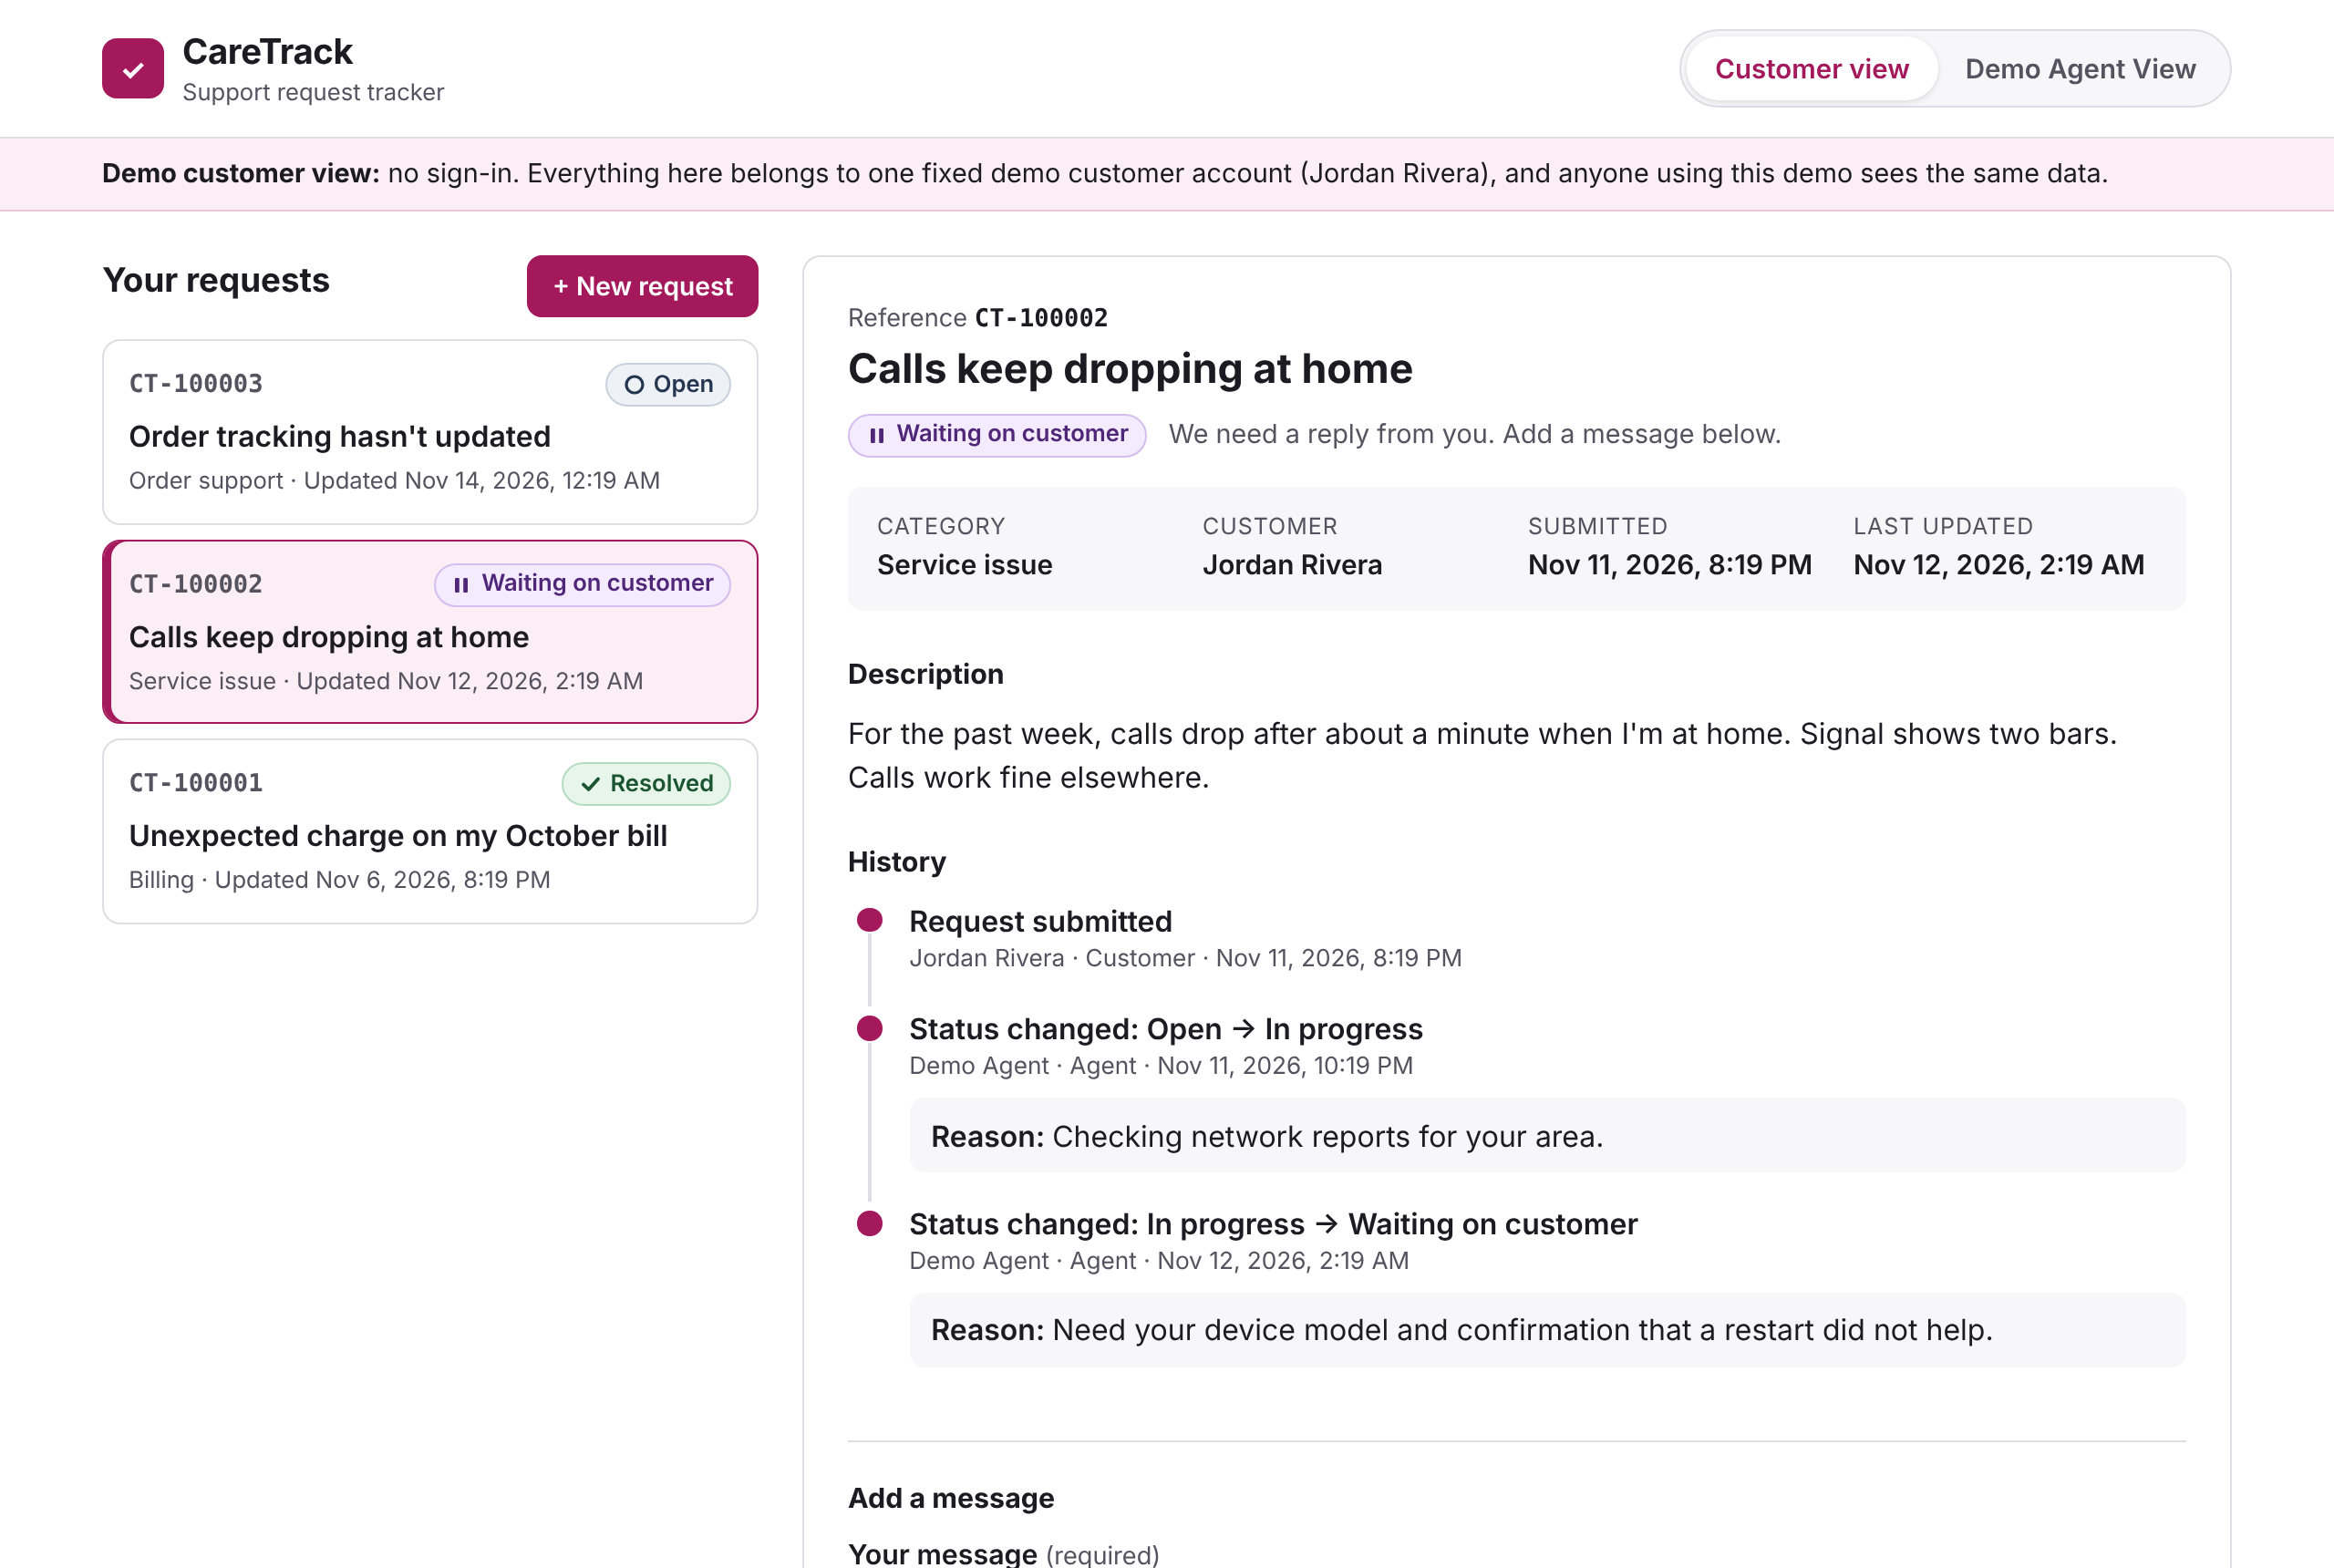 CareTrack
Support request tracker
Customer view
Demo Agent View
Demo customer view: no sign-in. Everything here belongs to one fixed demo customer account (Jordan Rivera), and anyone using this demo sees the same data.
Your requests
+ New request
CT-100003
Open
Order tracking hasn't updated
Order support · Updated Nov 14, 2026, 12:19 AM
CT-100002
Waiting on customer
Calls keep dropping at home
Service issue · Updated Nov 12, 2026, 2:19 AM
CT-100001
Resolved
Unexpected charge on my October bill
Billing · Updated Nov 6, 2026, 8:19 PM
Reference CT-100002
Calls keep dropping at home
Waiting on customer
We need a reply from you. Add a message below.
CATEGORY
Service issue
CUSTOMER
Jordan Rivera
SUBMITTED
Nov 11, 2026, 8:19 PM
LAST UPDATED
Nov 12, 2026, 2:19 AM
Description
For the past week, calls drop after about a minute when I'm at home. Signal shows two bars.
Calls work fine elsewhere.
History
Request submitted
Jordan Rivera · Customer · Nov 11, 2026, 8:19 PM
Status changed: Open → In progress
Demo Agent · Agent · Nov 11, 2026, 10:19 PM
Reason: Checking network reports for your area.
Status changed: In progress → Waiting on customer
Demo Agent · Agent · Nov 12, 2026, 2:19 AM
Reason: Need your device model and confirmation that a restart did not help.
Add a message
Your message (required)